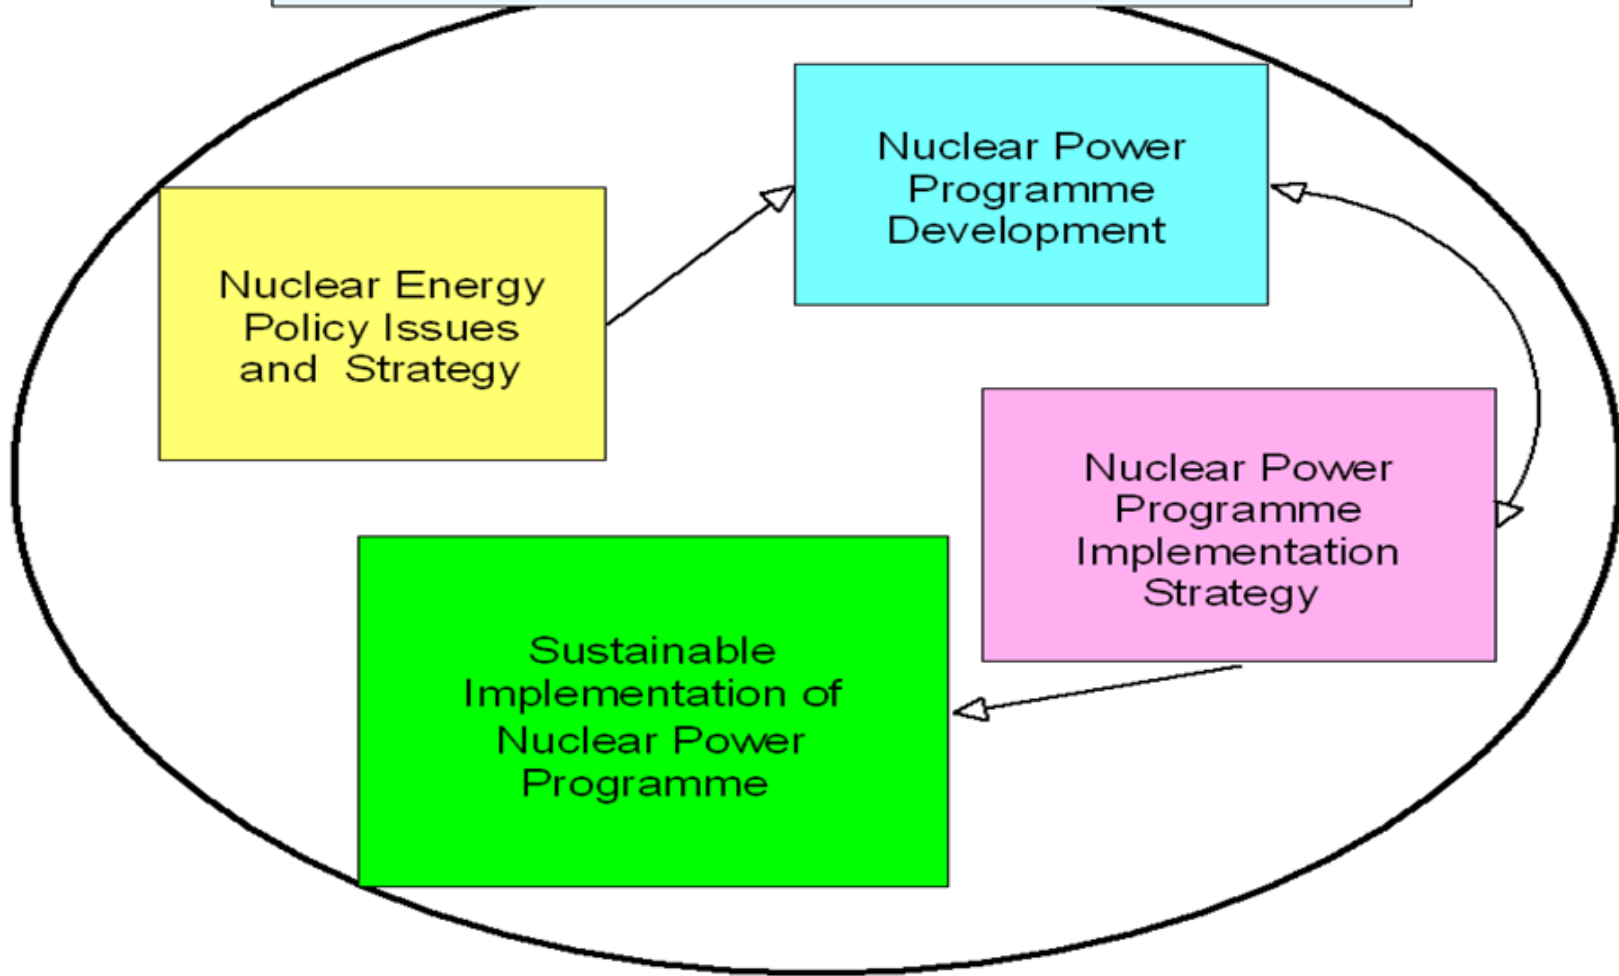 Nuclear Power
Programme
Development
Nuclear Energy
Policy Issues
and Strategy
Nuclear Power
Programme
Implementation
Strategy
Sustainable
Implementation of
Nuclear Power
Programme